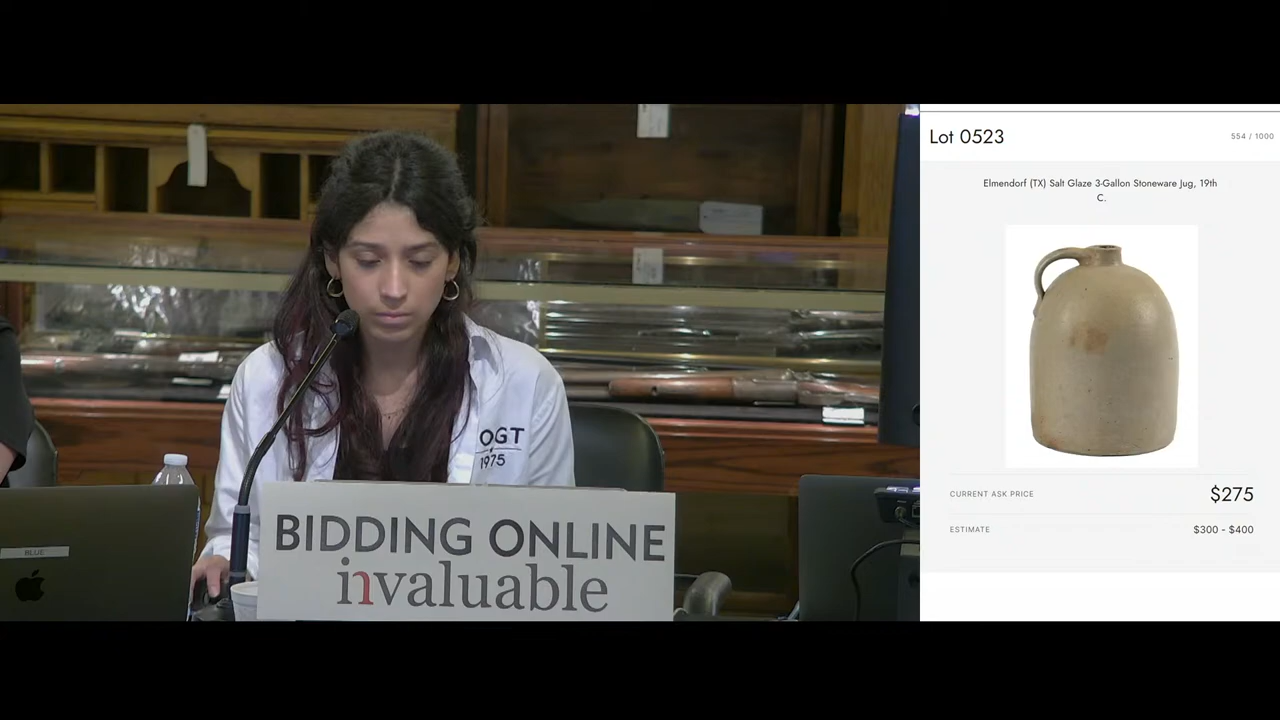 Lot 0523
554 / 1000
Elmendorf (TX) Salt Glaze 3-Gallon Stoneware Jug, 19th
C.
CURRENT ASK PRICE
$275
ESTIMATE
$300 - $400
OGT
1975
BLUE
BIDDING ONLINE
invaluable